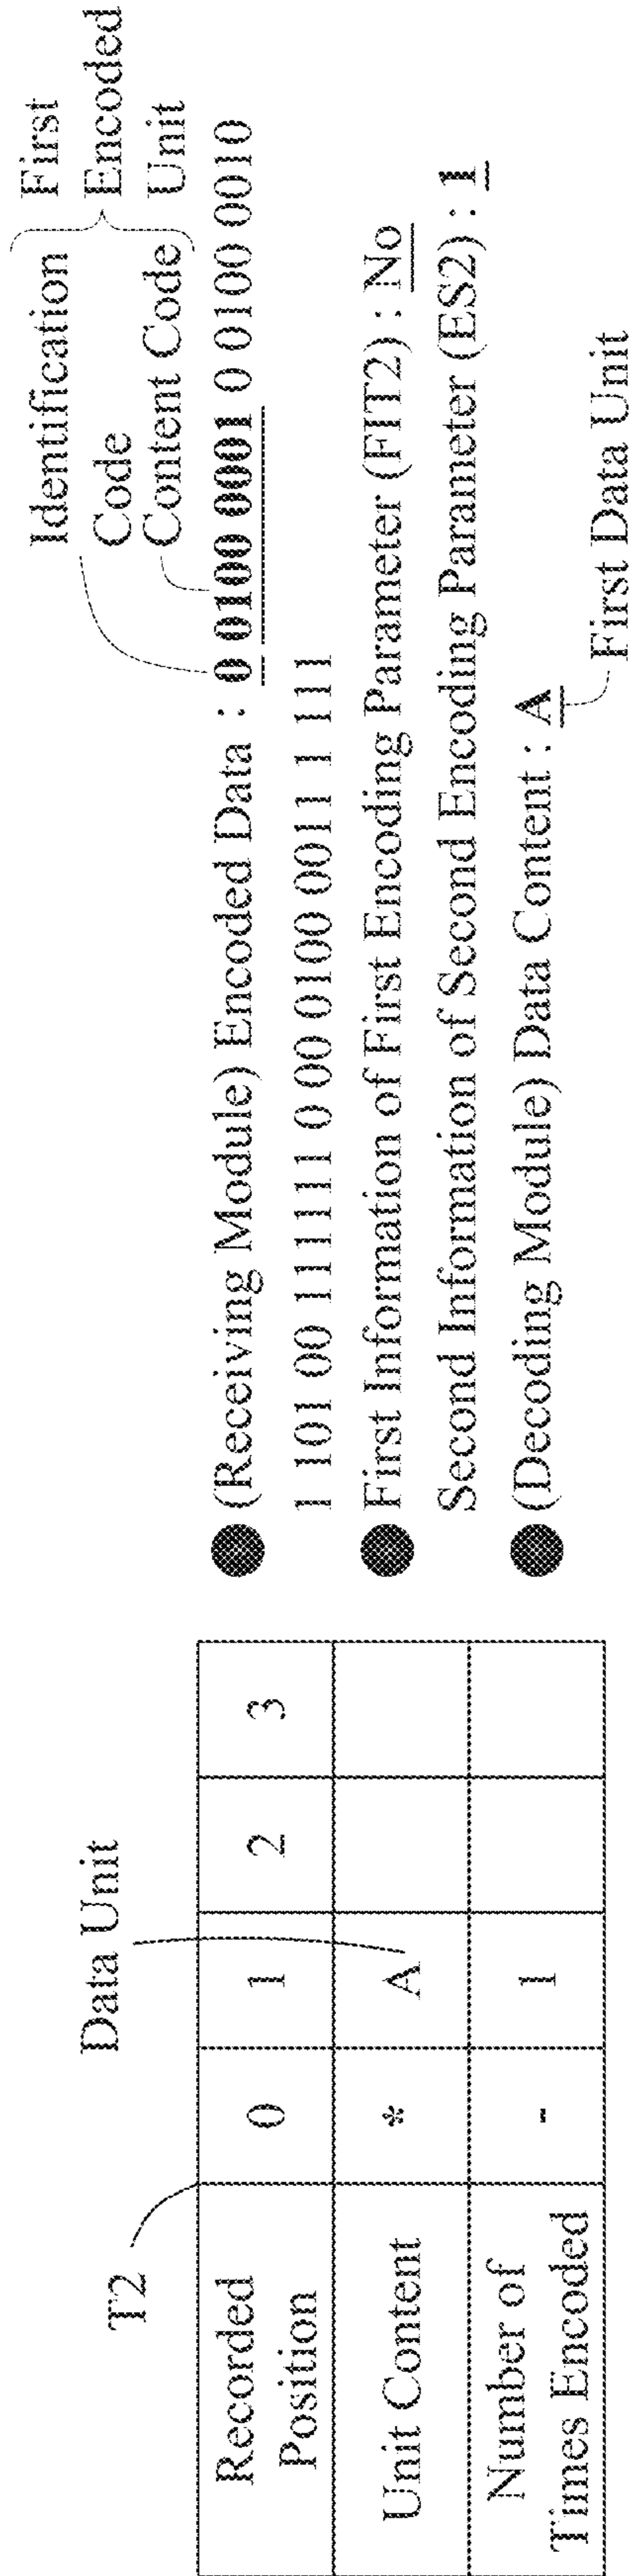 T2
Data Unit
Recorded Position 0 1 2 3
Unit Content * A
Number of Times Encoded - 1
First
Encoded
Unit
Identification
Code
Content Code
(Receiving Module) Encoded Data : 0 0100 0001 0 0100 0010
1 101 00 111111 0 00 0100 0011 1 111
First Information of First Encoding Parameter (FIT2) : No
Second Information of Second Encoding Parameter (ES2) : 1
(Decoding Module) Data Content : A
First Data Unit